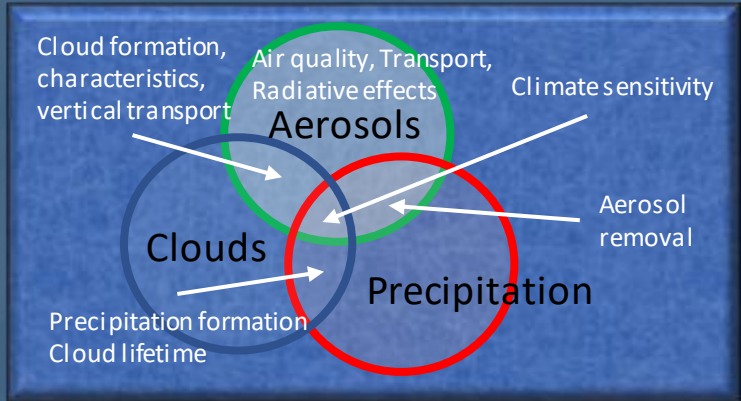 Cloud formation,
characteristics,
vertical transport
Air quality, Transport,
Radiative effects
Aerosols
Climate sensitivity
Aerosol
removal
Clouds
Precipitation
Precipitation formation
Cloud lifetime